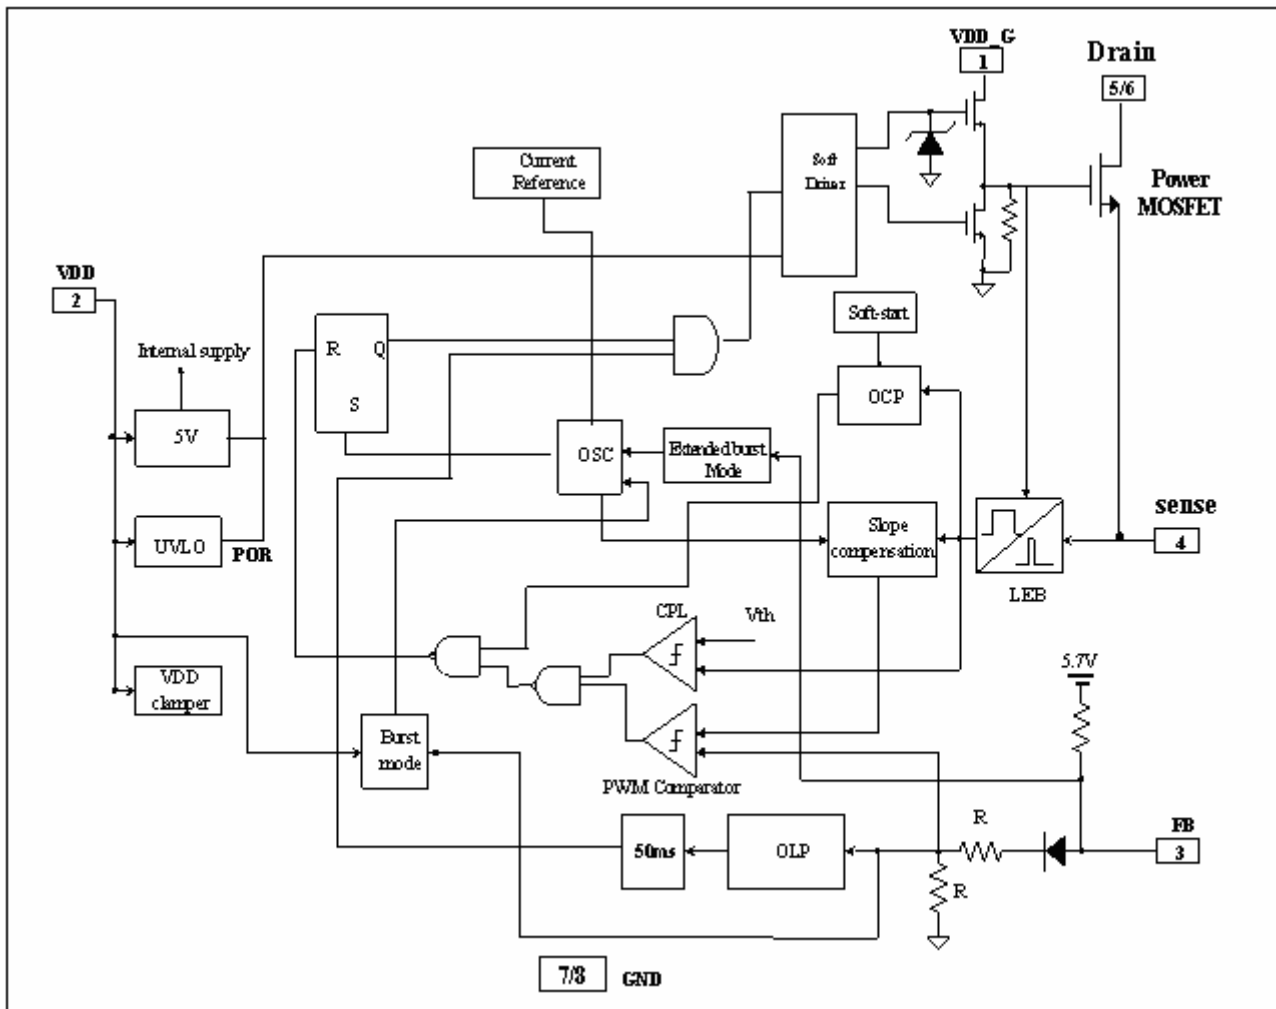 VDD_G
1
Drain
5/6
Current
Reference
Soft
Driver
Power
MOSFET
VDD
2
Soft-start
R
Q
S
Internal supply
OCP
5V
OSC
Extended burst
Mode
sense
4
Slope
compensation
UVLO
POR
LEB
CPL
Vth
5.7V
VDD
clamper
Burst
mode
PWM Comparator
R
FB
3
50ms
OLP
R
7/8
GND